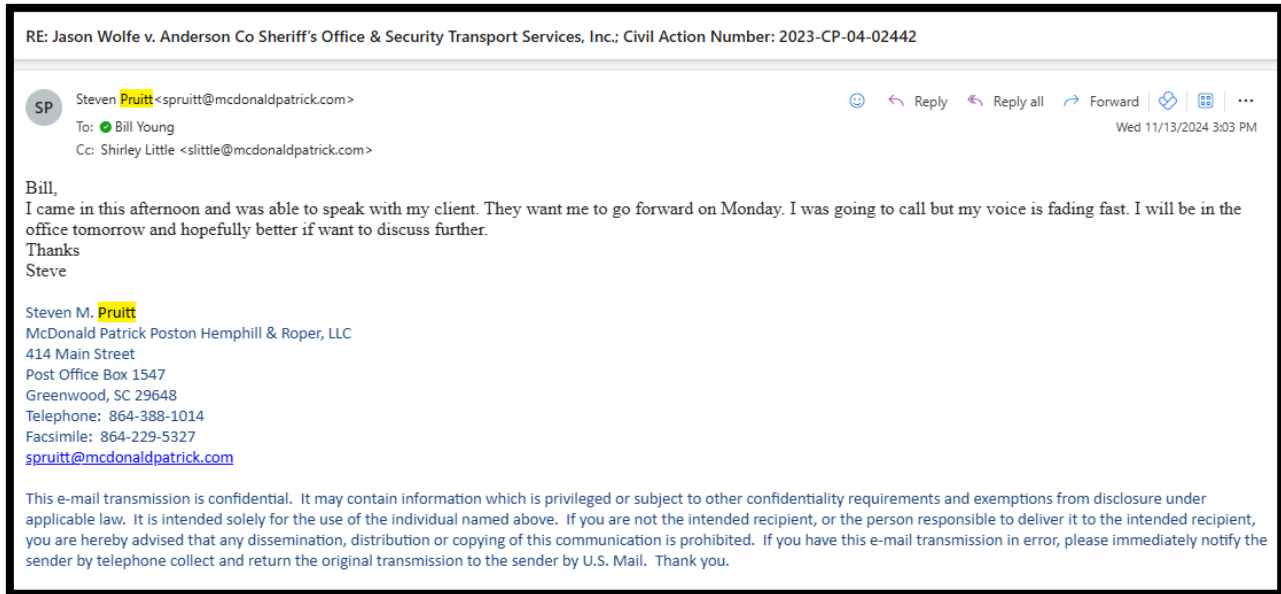 RE: Jason Wolfe v. Anderson Co Sheriff's Office & Security Transport Services, Inc.; Civil Action Number: 2023-CP-04-02442
SP
Steven Pruitt<spruitt@mcdonaldpatrick.com>
Reply Reply all Forward
To: Bill Young
Wed 11/13/2024 3:03 PM
Cc: Shirley Little <slittle@mcdonaldpatrick.com>
Bill,
I came in this afternoon and was able to speak with my client. They want me to go forward on Monday. I was going to call but my voice is fading fast. I will be in the
office tomorrow and hopefully better if want to discuss further.
Thanks
Steve
Steven M. Pruitt
McDonald Patrick Poston Hemphill & Roper, LLC
414 Main Street
Post Office Box 1547
Greenwood, SC 29648
Telephone: 864-388-1014
Facsimile: 864-229-5327
spruitt@mcdonaldpatrick.com
This e-mail transmission is confidential. It may contain information which is privileged or subject to other confidentiality requirements and exemptions from disclosure under
applicable law. It is intended solely for the use of the individual named above. If you are not the intended recipient, or the person responsible to deliver it to the intended recipient,
you are hereby advised that any dissemination, distribution or copying of this communication is prohibited. If you have this e-mail transmission in error, please immediately notify the
sender by telephone collect and return the original transmission to the sender by U.S. Mail. Thank you.